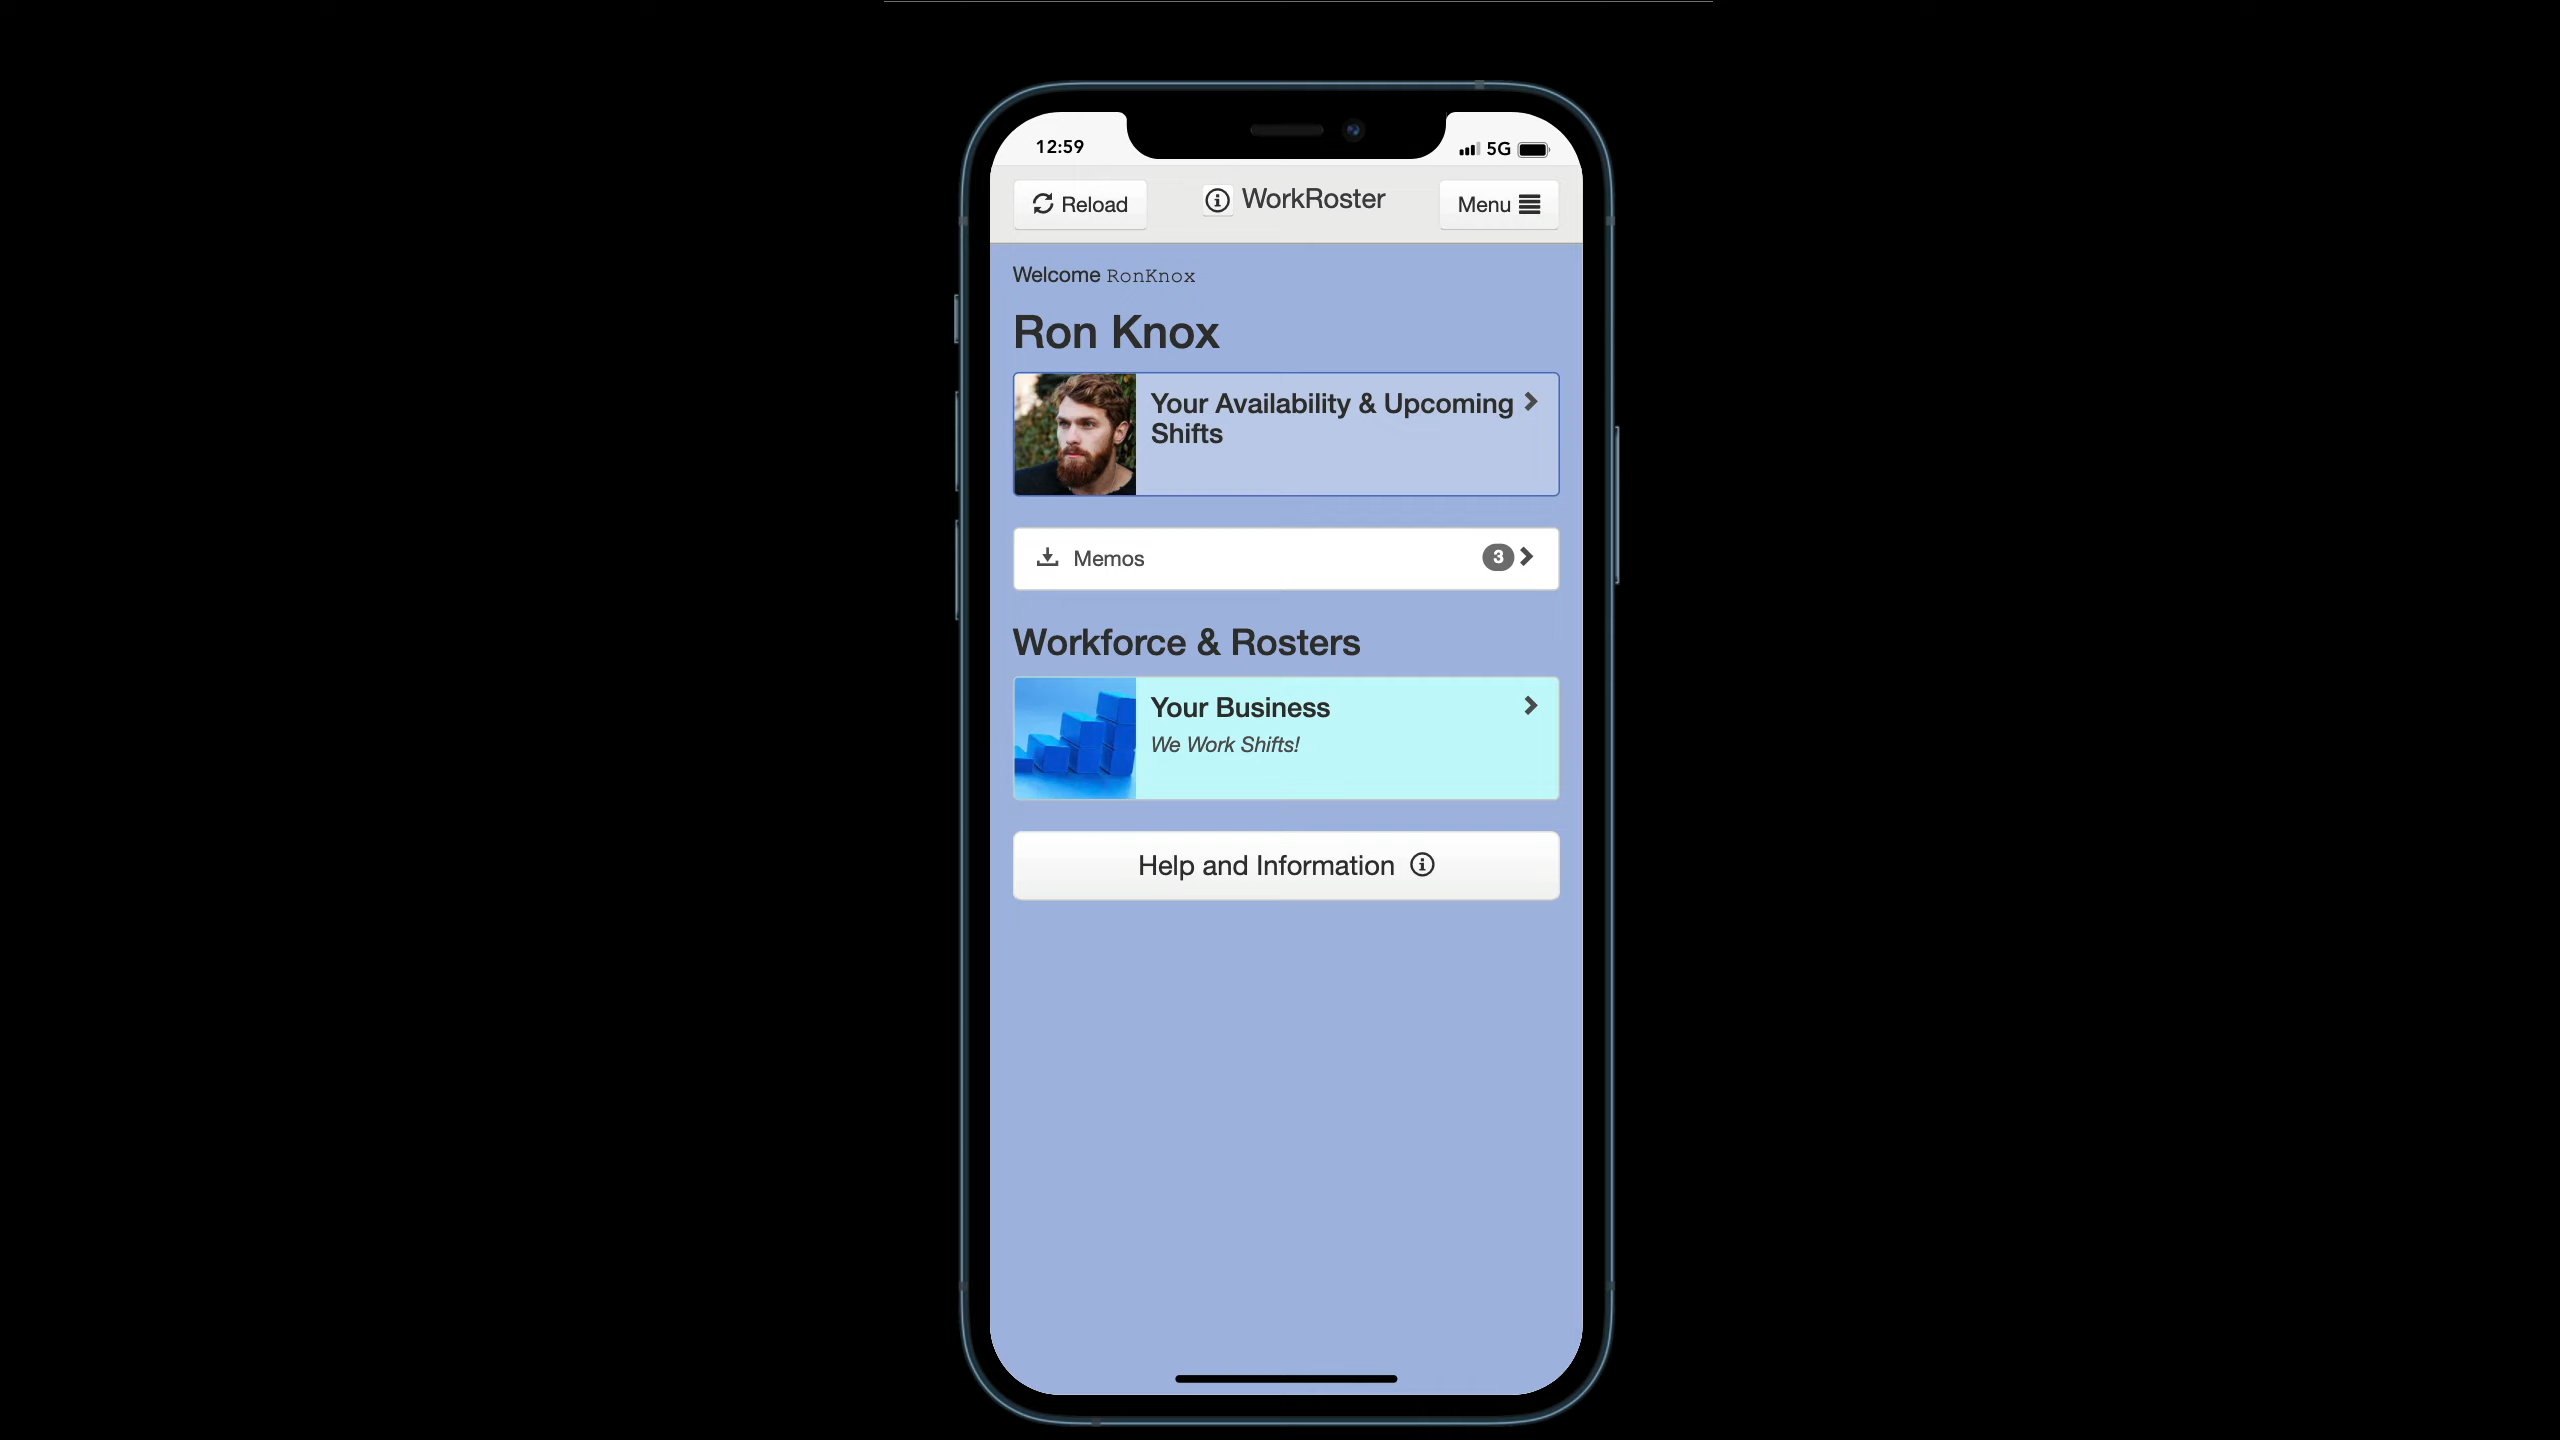 12:59
5G
Reload
WorkRoster
Menu
Welcome RonKnox
Ron Knox
Your Availability & Upcoming
Shifts
Memos
3
Workforce & Rosters
Your Business
We Work Shifts!
Help and Information